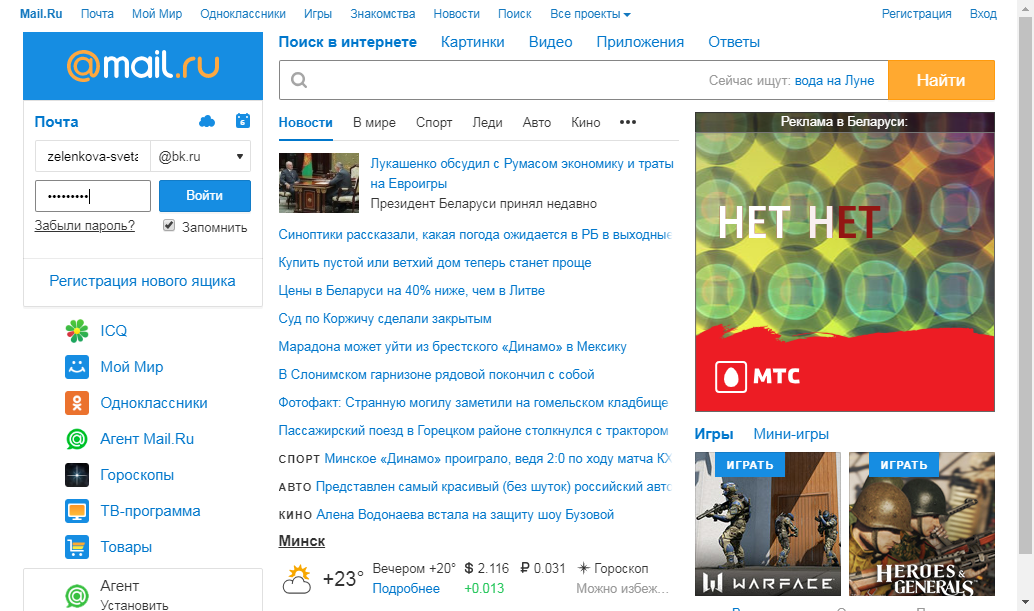 Mail.Ru Почта Мой Мир Одноклассники Игры Знакомства Новости Поиск Все проекты Регистрация Вход
@mail.ru
Почта
6
zelenkova-sveta @bk.ru
••••••••• Войти
Забыли пароль? Запомнить
Регистрация нового ящика
ICQ
Мой Мир
Одноклассники
Агент Mail.Ru
Гороскопы
ТВ-программа
Товары
Агент
Установить
Поиск в интернете Картинки Видео Приложения Ответы
Сейчас ищут: вода на Луне Найти
Новости В мире Спорт Леди Авто Кино •••
Лукашенко обсудил с Румасом экономику и траты
на Евроигры
Президент Беларуси принял недавно
Синоптики рассказали, какая погода ожидается в РБ в выходные
Купить пустой или ветхий дом теперь станет проще
Цены в Беларуси на 40% ниже, чем в Литве
Суд по Коржичу сделали закрытым
Марадона может уйти из брестского «Динамо» в Мексику
В Слонимском гарнизоне рядовой покончил с собой
Фотофакт: Странную могилу заметили на гомельском кладбище
Пассажирский поезд в Горецком районе столкнулся с трактором
СПОРТ Минское «Динамо» проиграло, ведя 2:0 по ходу матча КХ
АВТО Представлен самый красивый (без шуток) российский авто
КИНО Алена Водонаева встала на защиту шоу Бузовой
Минск
+23° Вечером +20° $ 2.116 ₽ 0.031 Гороскоп
Подробнее +0.013 Можно избеж...
Реклама в Беларуси:
НЕТ НЕТ
МТС
Игры Мини-игры
ИГРАТЬ ИГРАТЬ
WARFACE
HEROES &
GENERALS